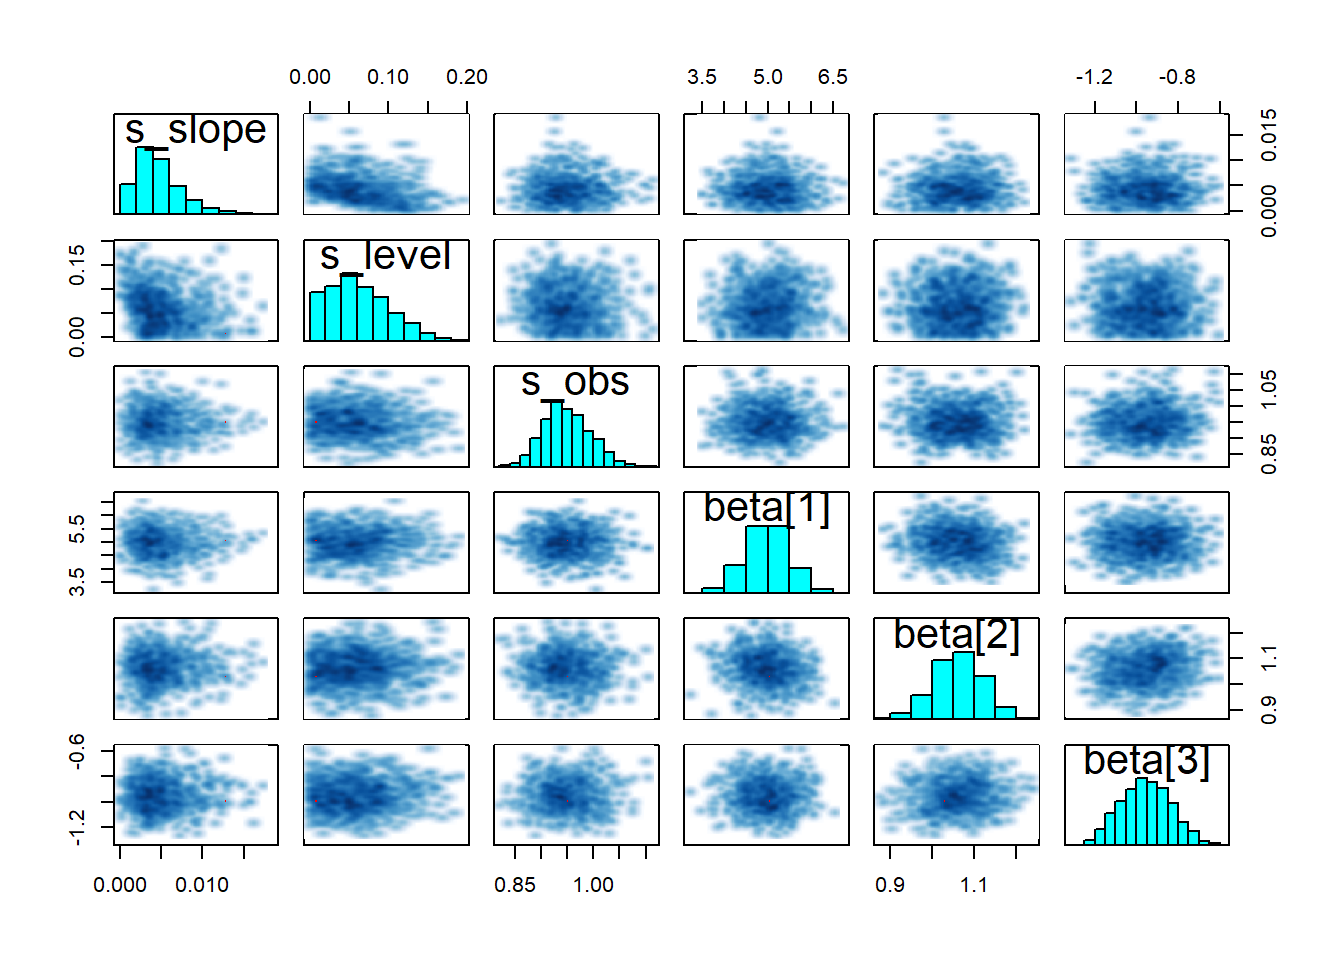 0.00 0.10 0.20 3.5 5.0 6.5 -1.2 -0.8
s_slope
0.000 0.015
0.00 0.15
s_level
s_obs
0.85 1.05
3.5 5.5
beta[1]
beta[2]
0.9 1.1
-1.2 -0.6
beta[3]
0.000 0.010 0.85 1.00 0.9 1.1